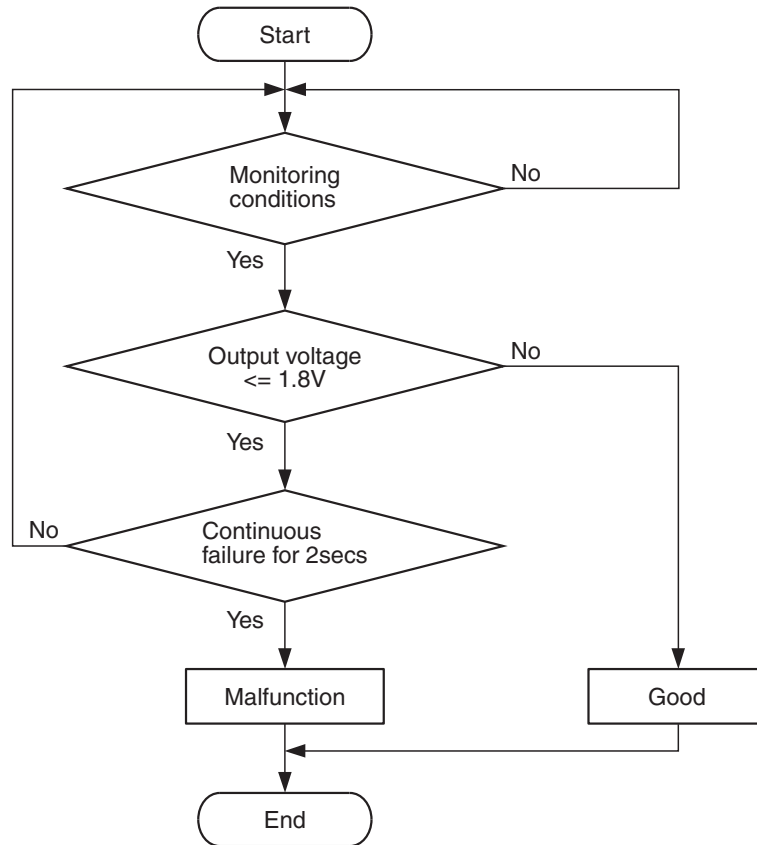 Start
Monitoring
conditions
No
Yes
Output voltage
<= 1.8V
No
Yes
Continuous
failure for 2secs
No
Yes
Malfunction
Good
End